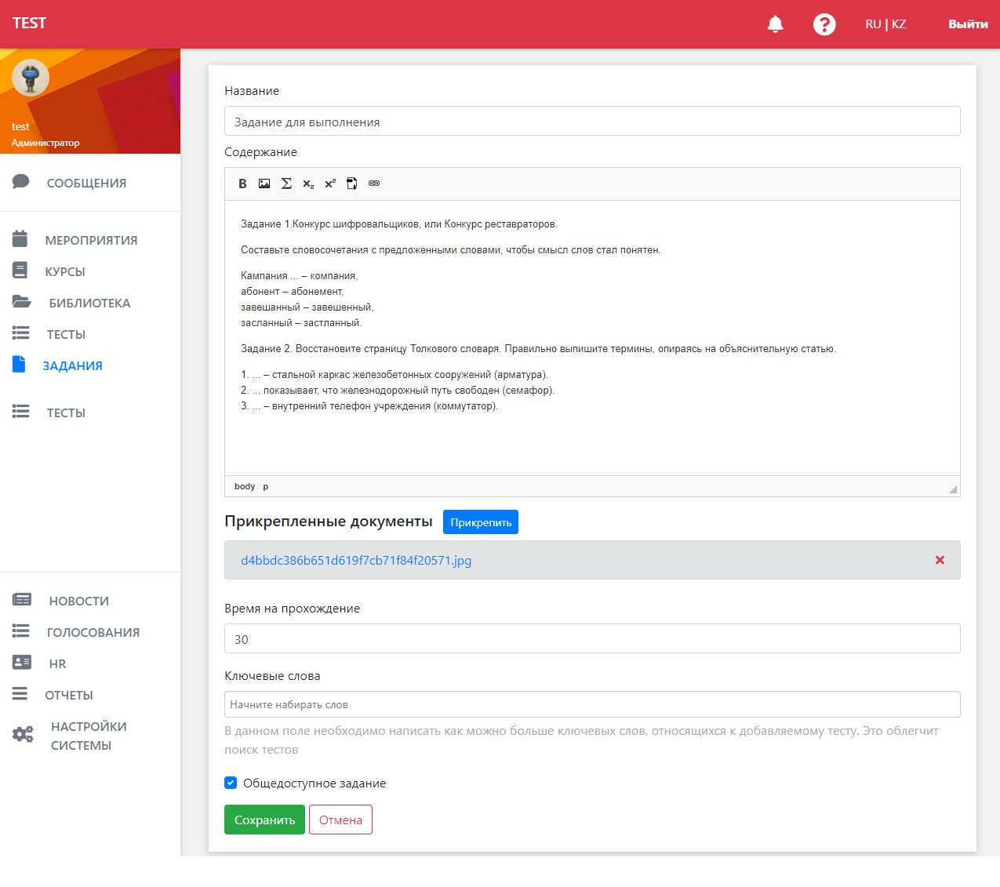 TEST
RU | KZ
Выйти
test
Администратор
СООБЩЕНИЯ
МЕРОПРИЯТИЯ
КУРСЫ
БИБЛИОТЕКА
ТЕСТЫ
ЗАДАНИЯ
ТЕСТЫ
НОВОСТИ
ГОЛОСОВАНИЯ
HR
ОТЧЕТЫ
НАСТРОЙКИ
СИСТЕМЫ
Название
Задание для выполнения
Содержание
Задание 1.Конкурс шифровальщиков, или Конкурс реставраторов.
Составьте словосочетания с предложенными словами, чтобы смысл слов стал понятен.
Кампания ... – компания,
абонент – абонемент,
завешанный – завешенный,
засланный – застланный.
Задание 2. Восстановите страницу Толкового словаря. Правильно выпишите термины, опираясь на объяснительную статью.
1. ... – стальной каркас железобетонных сооружений (арматура).
2. ... показывает, что железнодорожный путь свободен (семафор).
3. ... – внутренний телефон учреждения (коммутатор).
body p
Прикрепленные документы
Прикрепить
d4bbdc386b651d619f7cb71f84f20571.jpg
Время на прохождение
30
Ключевые слова
Начните набирать слов
В данном поле необходимо написать как можно больше ключевых слов, относящихся к добавляемому тесту. Это облегчит
поиск тестов
Общедоступное задание
Сохранить
Отмена